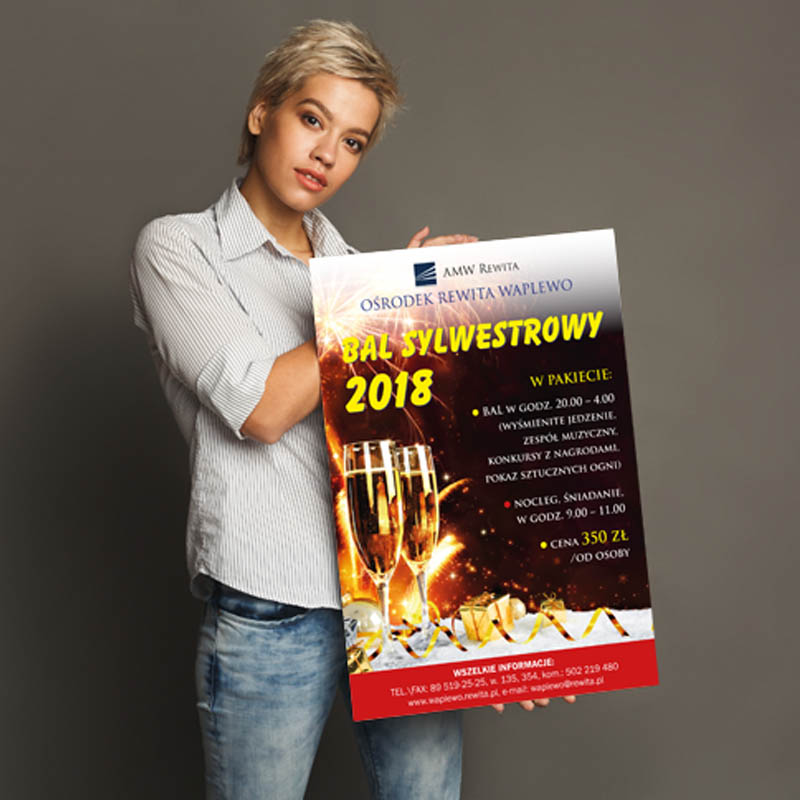 AMW REWITA
OŚRODEK REWITA WAPLEWO
BAL SYLWESTROWY
2018
W PAKIECIE:
• BAL W GODZ. 20.00 – 4.00
(WYŚMIENITE JEDZENIE,
ZESPÓŁ MUZYCZNY,
KONKURSY Z NAGRODAMI,
POKAZ SZTUCZNYCH OGNI)
• NOCLEG, ŚNIADANIE,
W GODZ. 9.00 – 11.00
• CENA 350 ZŁ
/OD OSOBY
WSZELKIE INFORMACJE:
TEL.\FAX: 89 519-25-25, w. 135, 354, kom.: 502 219 480
www.waplewo.rewita.pl, e-mail: waplewo@rewita.pl